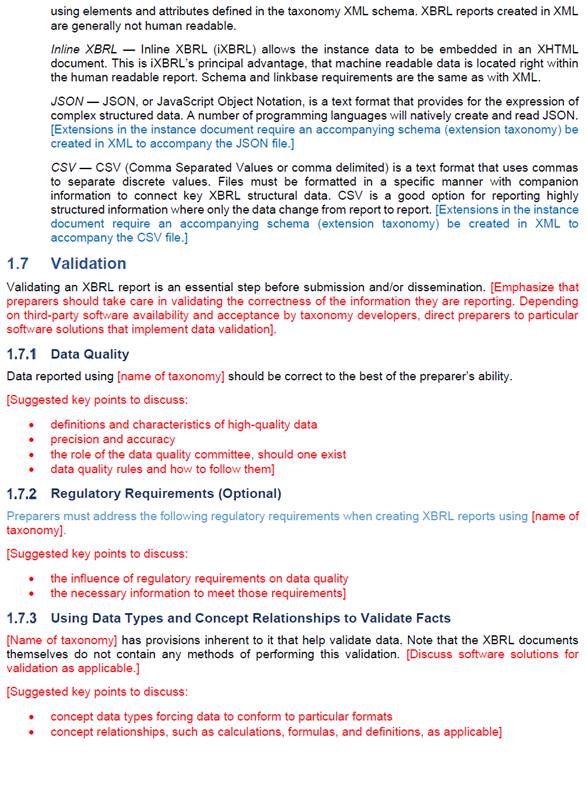 using elements and attributes defined in the taxonomy XML schema. XBRL reports created in XML
are generally not human readable.
Inline XBRL — Inline XBRL (iXBRL) allows the instance data to be embedded in an XHTML
document. This is iXBRL's principal advantage, that machine readable data is located right within
the human readable report. Schema and linkbase requirements are the same as with XML.
JSON — JSON, or JavaScript Object Notation, is a text format that provides for the expression of
complex structured data. A number of programming languages will natively create and read JSON.
[Extensions in the instance document require an accompanying schema (extension taxonomy) be
created in XML to accompany the JSON file.]
CSV — CSV (Comma Separated Values or comma delimited) is a text format that uses commas
to separate discrete values. Files must be formatted in a specific manner with companion
information to connect key XBRL structural data. CSV is a good option for reporting highly
structured information where only the data change from report to report. [Extensions in the instance
document require an accompanying schema (extension taxonomy) be created in XML to
accompany the CSV file.]
1.7 Validation
Validating an XBRL report is an essential step before submission and/or dissemination. [Emphasize that
preparers should take care in validating the correctness of the information they are reporting. Depending
on third-party software availability and acceptance by taxonomy developers, direct preparers to particular
software solutions that implement data validation].
1.7.1 Data Quality
Data reported using [name of taxonomy] should be correct to the best of the preparer's ability.
[Suggested key points to discuss:
• definitions and characteristics of high-quality data
• precision and accuracy
• the role of the data quality committee, should one exist
• data quality rules and how to follow them]
1.7.2 Regulatory Requirements (Optional)
Preparers must address the following regulatory requirements when creating XBRL reports using [name of
taxonomy].
[Suggested key points to discuss:
• the influence of regulatory requirements on data quality
• the necessary information to meet those requirements]
1.7.3 Using Data Types and Concept Relationships to Validate Facts
[Name of taxonomy] has provisions inherent to it that help validate data. Note that the XBRL documents
themselves do not contain any methods of performing this validation. [Discuss software solutions for
validation as applicable.]
[Suggested key points to discuss:
• concept data types forcing data to conform to particular formats
• concept relationships, such as calculations, formulas, and definitions, as applicable]